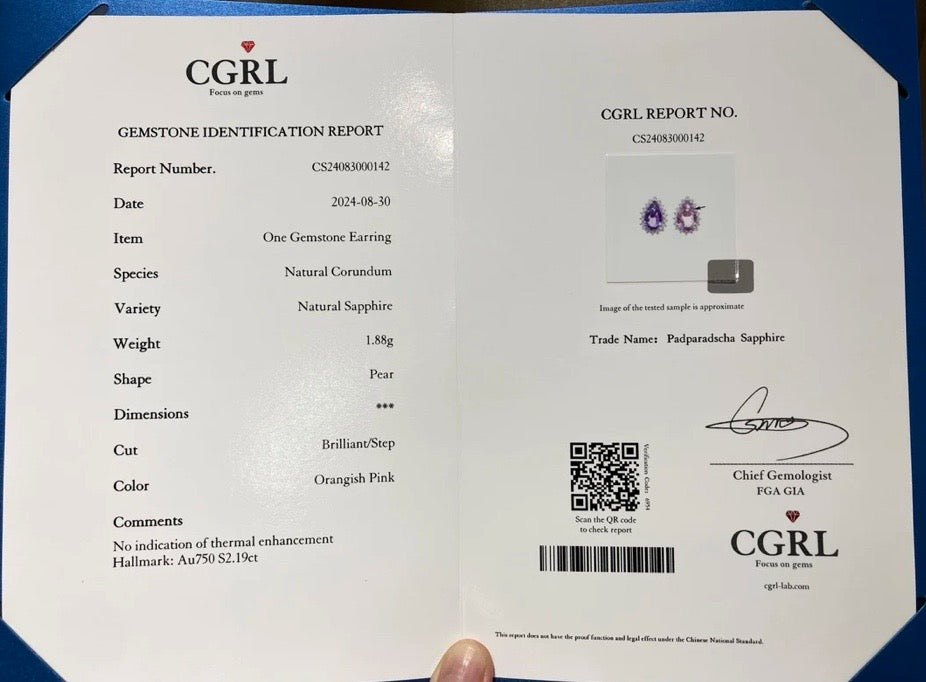 CGRL
Focus on gems
GEMSTONE IDENTIFICATION REPORT
Report Number. CS24083000142
Date 2024-08-30
Item One Gemstone Earring
Species Natural Corundum
Variety Natural Sapphire
Weight 1.88g
Shape Pear
Dimensions ***
Cut Brilliant/Step
Color Orangish Pink
Comments
No indication of thermal enhancement
Hallmark: Au750 S2.19ct
CGRL REPORT NO.
CS24083000142
Image of the tested sample is approximate
Trade Name: Padparadscha Sapphire
Verification Code: 6954
Scan the QR code
to check report
Chief Gemologist
FGA GIA
CGRL
Focus on gems
cgrl-lab.com
This report does not have the proof function and legal effect under the Chinese National Standard.